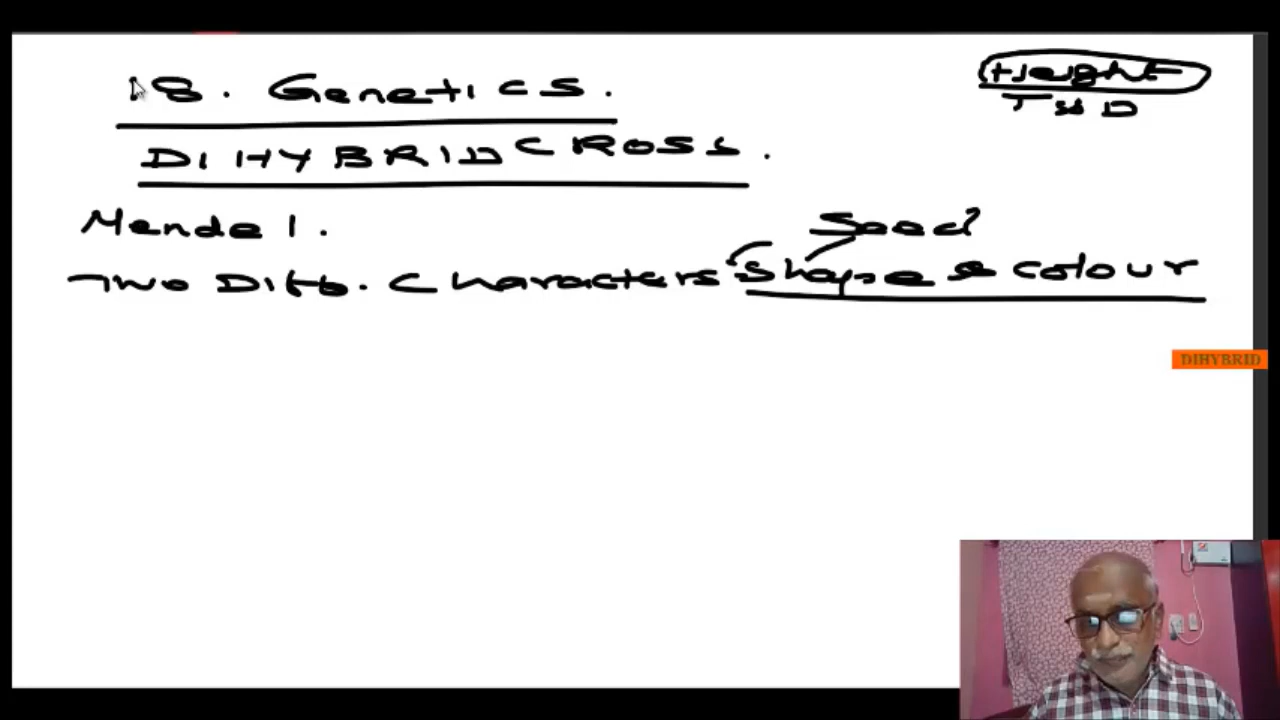 18. Genetics.
Height
T & D
DIHYBRID CROSS.
Mendel.
Seed
Two Diff. Characters Shape & Colour
DIHYBRID